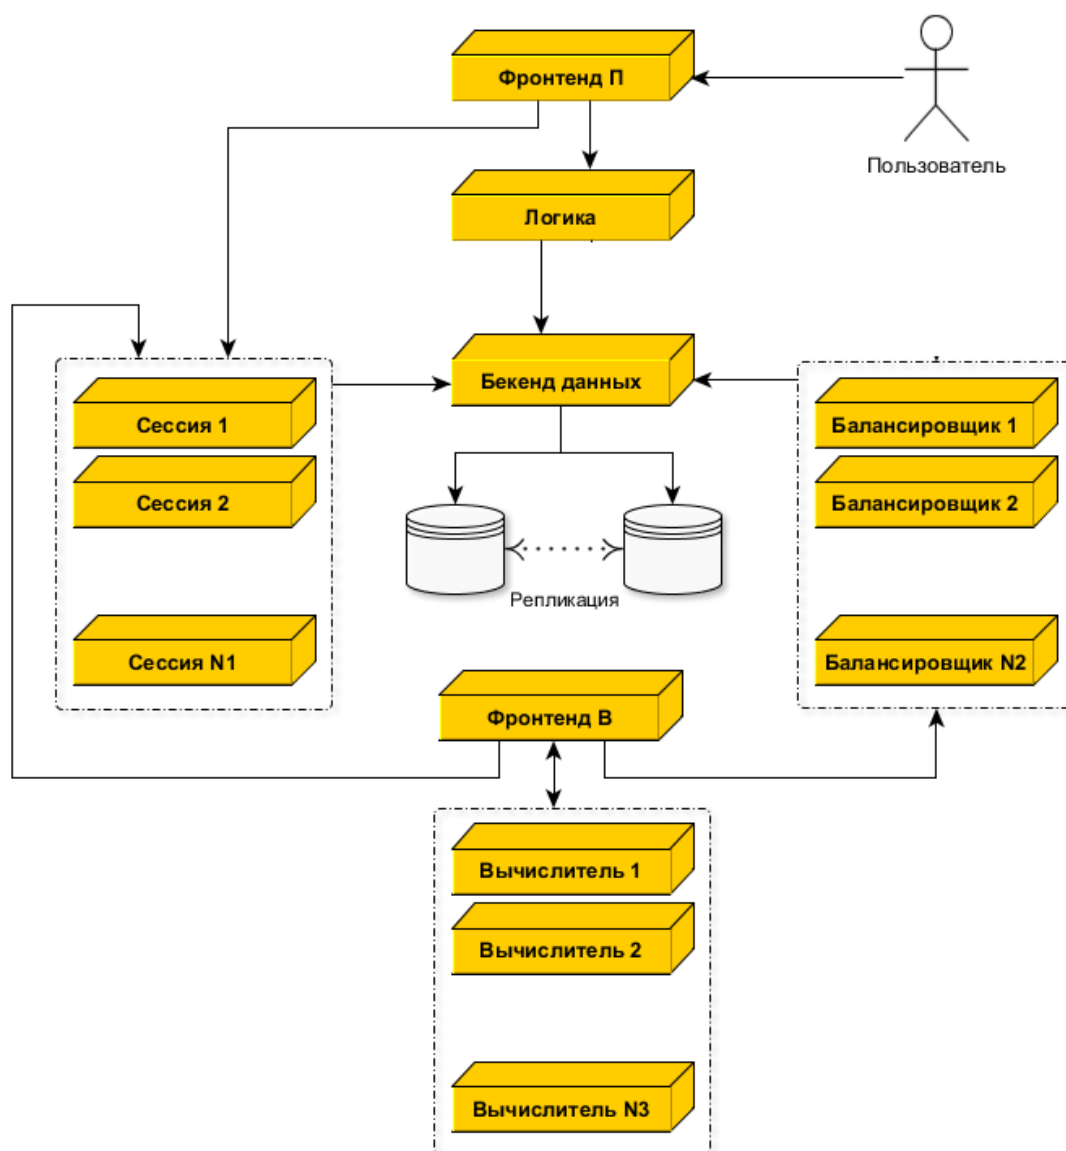 Фронтенд П
Пользователь
Логика
Бекенд данных
Сессия 1
Сессия 2
Сессия N1
Балансировщик 1
Балансировщик 2
Балансировщик N2
Репликация
Фронтенд В
Вычислитель 1
Вычислитель 2
Вычислитель N3